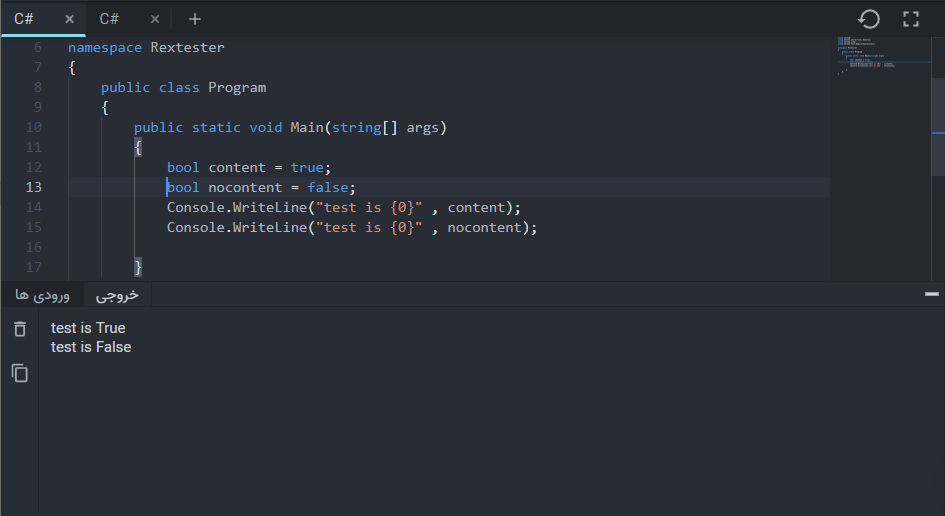 C# × C# × +
6 namespace Rextester
7 {
8 public class Program
9 {
10 public static void Main(string[] args)
11 {
12 bool content = true;
13 bool nocontent = false;
14 Console.WriteLine("test is {0}" , content);
15 Console.WriteLine("test is {0}" , nocontent);
16
17 }
ورودی ها خروجی
test is True
test is False